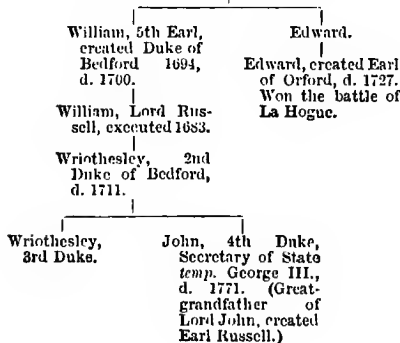 William, 5th Earl,
created Duke of
Bedford 1694,
d. 1700.
Edward.
Edward, created Earl
of Orford, d. 1727.
Won the battle of
La Hogue.
William, Lord Rus-
sell, executed 1683.
Wriothesley, 2nd
Duke of Bedford,
d. 1711.
Wriothesley,
3rd Duke.
John, 4th Duke,
Secretary of State
temp. George III.,
d. 1771. (Great-
grandfather of
Lord John, created
Earl Russell.)